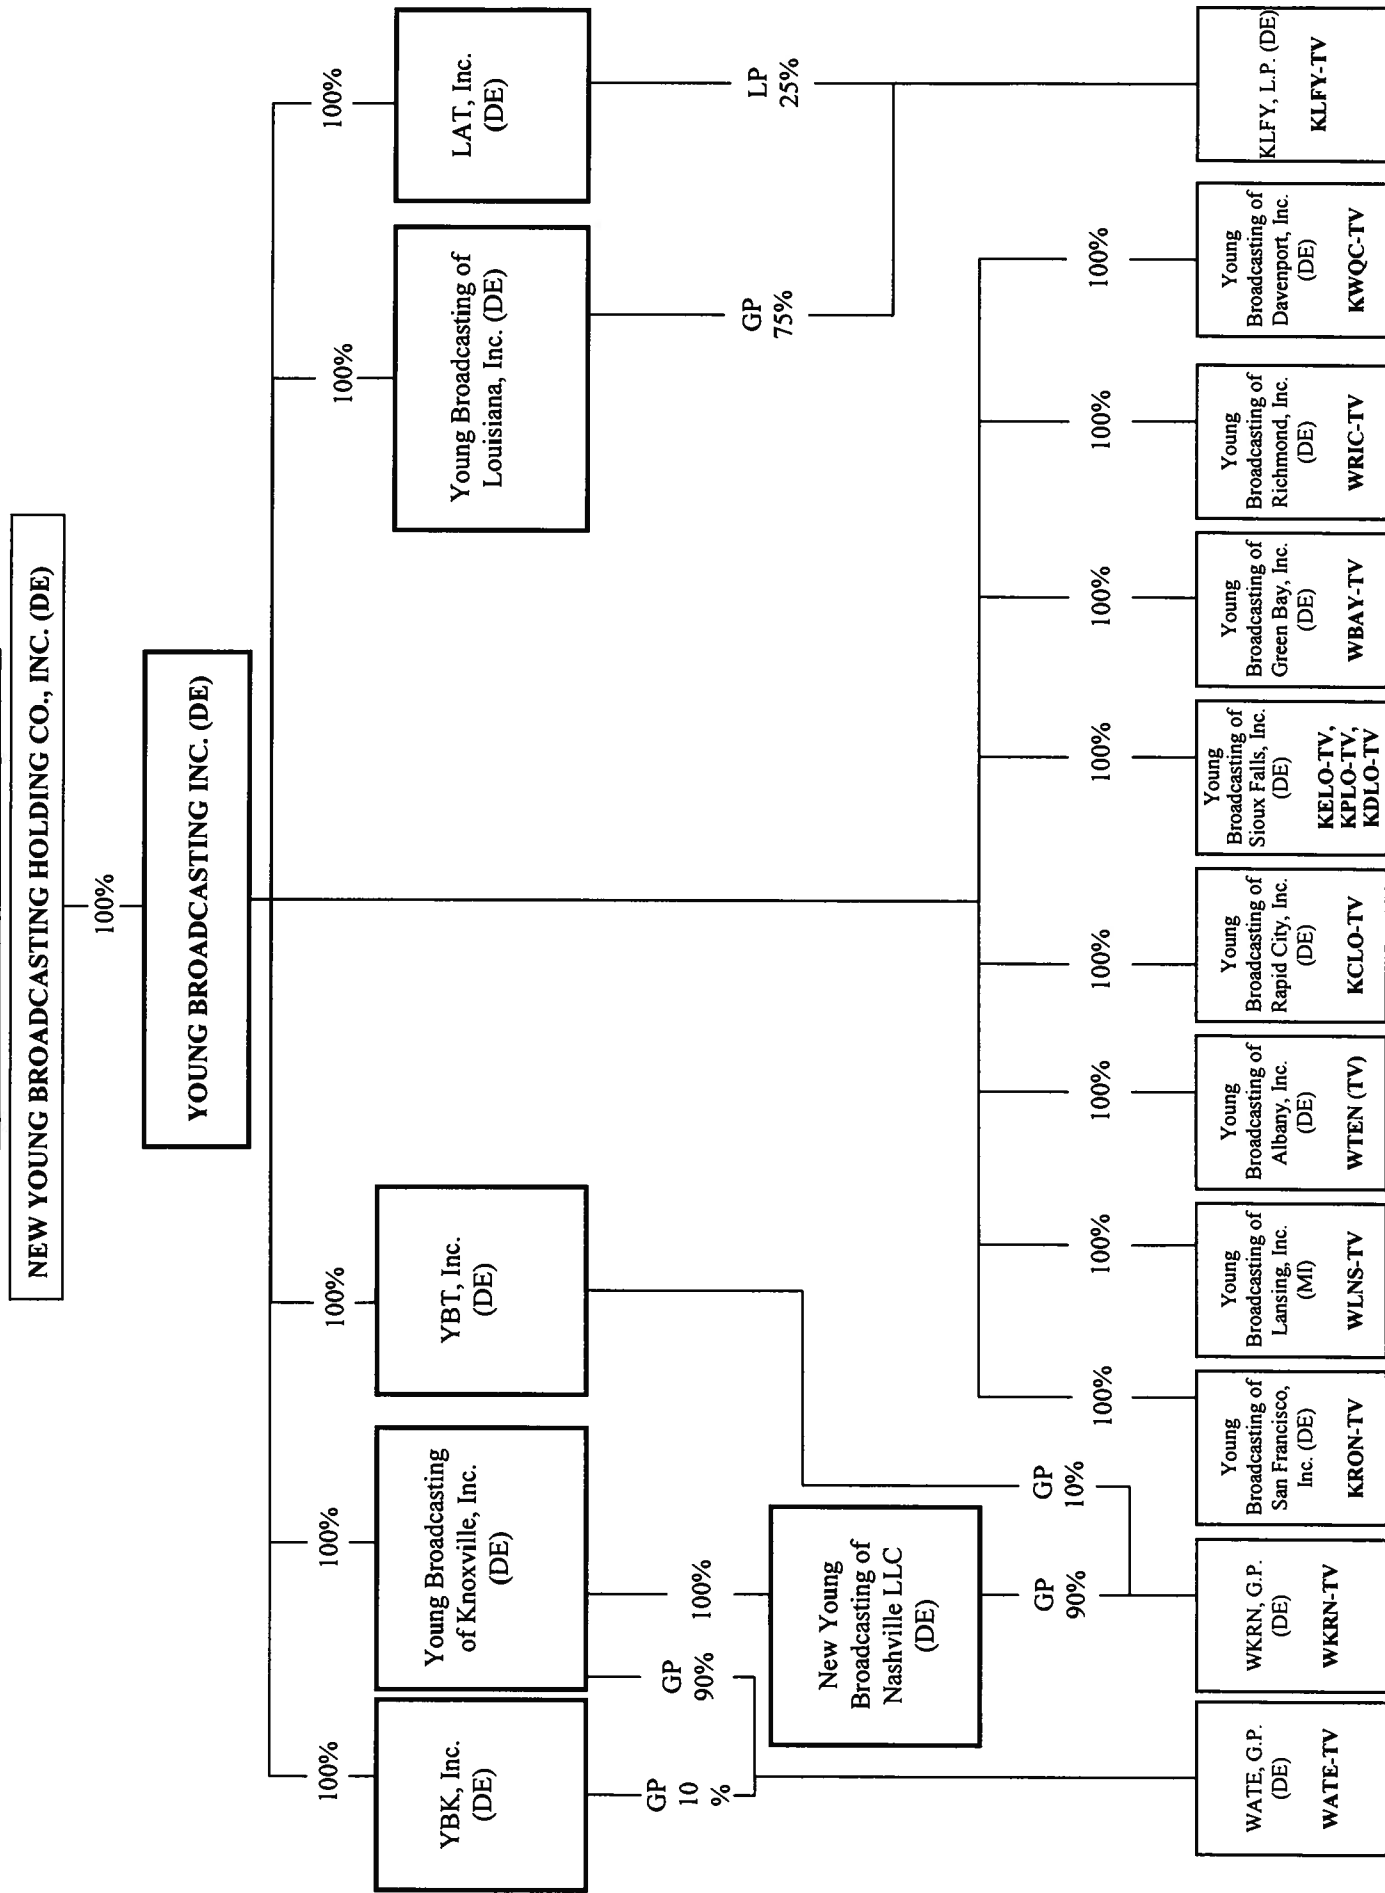 NEW YOUNG BROADCASTING HOLDING CO., INC. (DE)
100%
YOUNG BROADCASTING INC. (DE)
100%
100%
100%
100%
100%
YBK, Inc.
(DE)
Young Broadcasting
of Knoxville, Inc.
(DE)
YBT, Inc.
(DE)
Young Broadcasting of
Louisiana, Inc. (DE)
LAT, Inc.
(DE)
GP
10
%
GP
90%
100%
GP
75%
LP
25%
New Young
Broadcasting of
Nashville LLC
(DE)
GP
90%
GP
10%
100%
100%
100%
100%
100%
100%
100%
100%
WATE, G.P.
(DE)
WATE-TV
WKRN, G.P.
(DE)
WKRN-TV
Young
Broadcasting of
San Francisco,
Inc. (DE)
KRON-TV
Young
Broadcasting of
Lansing, Inc.
(MI)
WLNS-TV
Young
Broadcasting of
Albany, Inc.
(DE)
WTEN (TV)
Young
Broadcasting of
Rapid City, Inc.
(DE)
KCLO-TV
Young
Broadcasting of
Sioux Falls, Inc.
(DE)
KELO-TV,
KPLO-TV,
KDLO-TV
Young
Broadcasting of
Green Bay, Inc.
(DE)
WBAY-TV
Young
Broadcasting of
Richmond, Inc.
(DE)
WRIC-TV
Young
Broadcasting of
Davenport, Inc.
(DE)
KWQC-TV
KLFY, L.P. (DE)
KLFY-TV